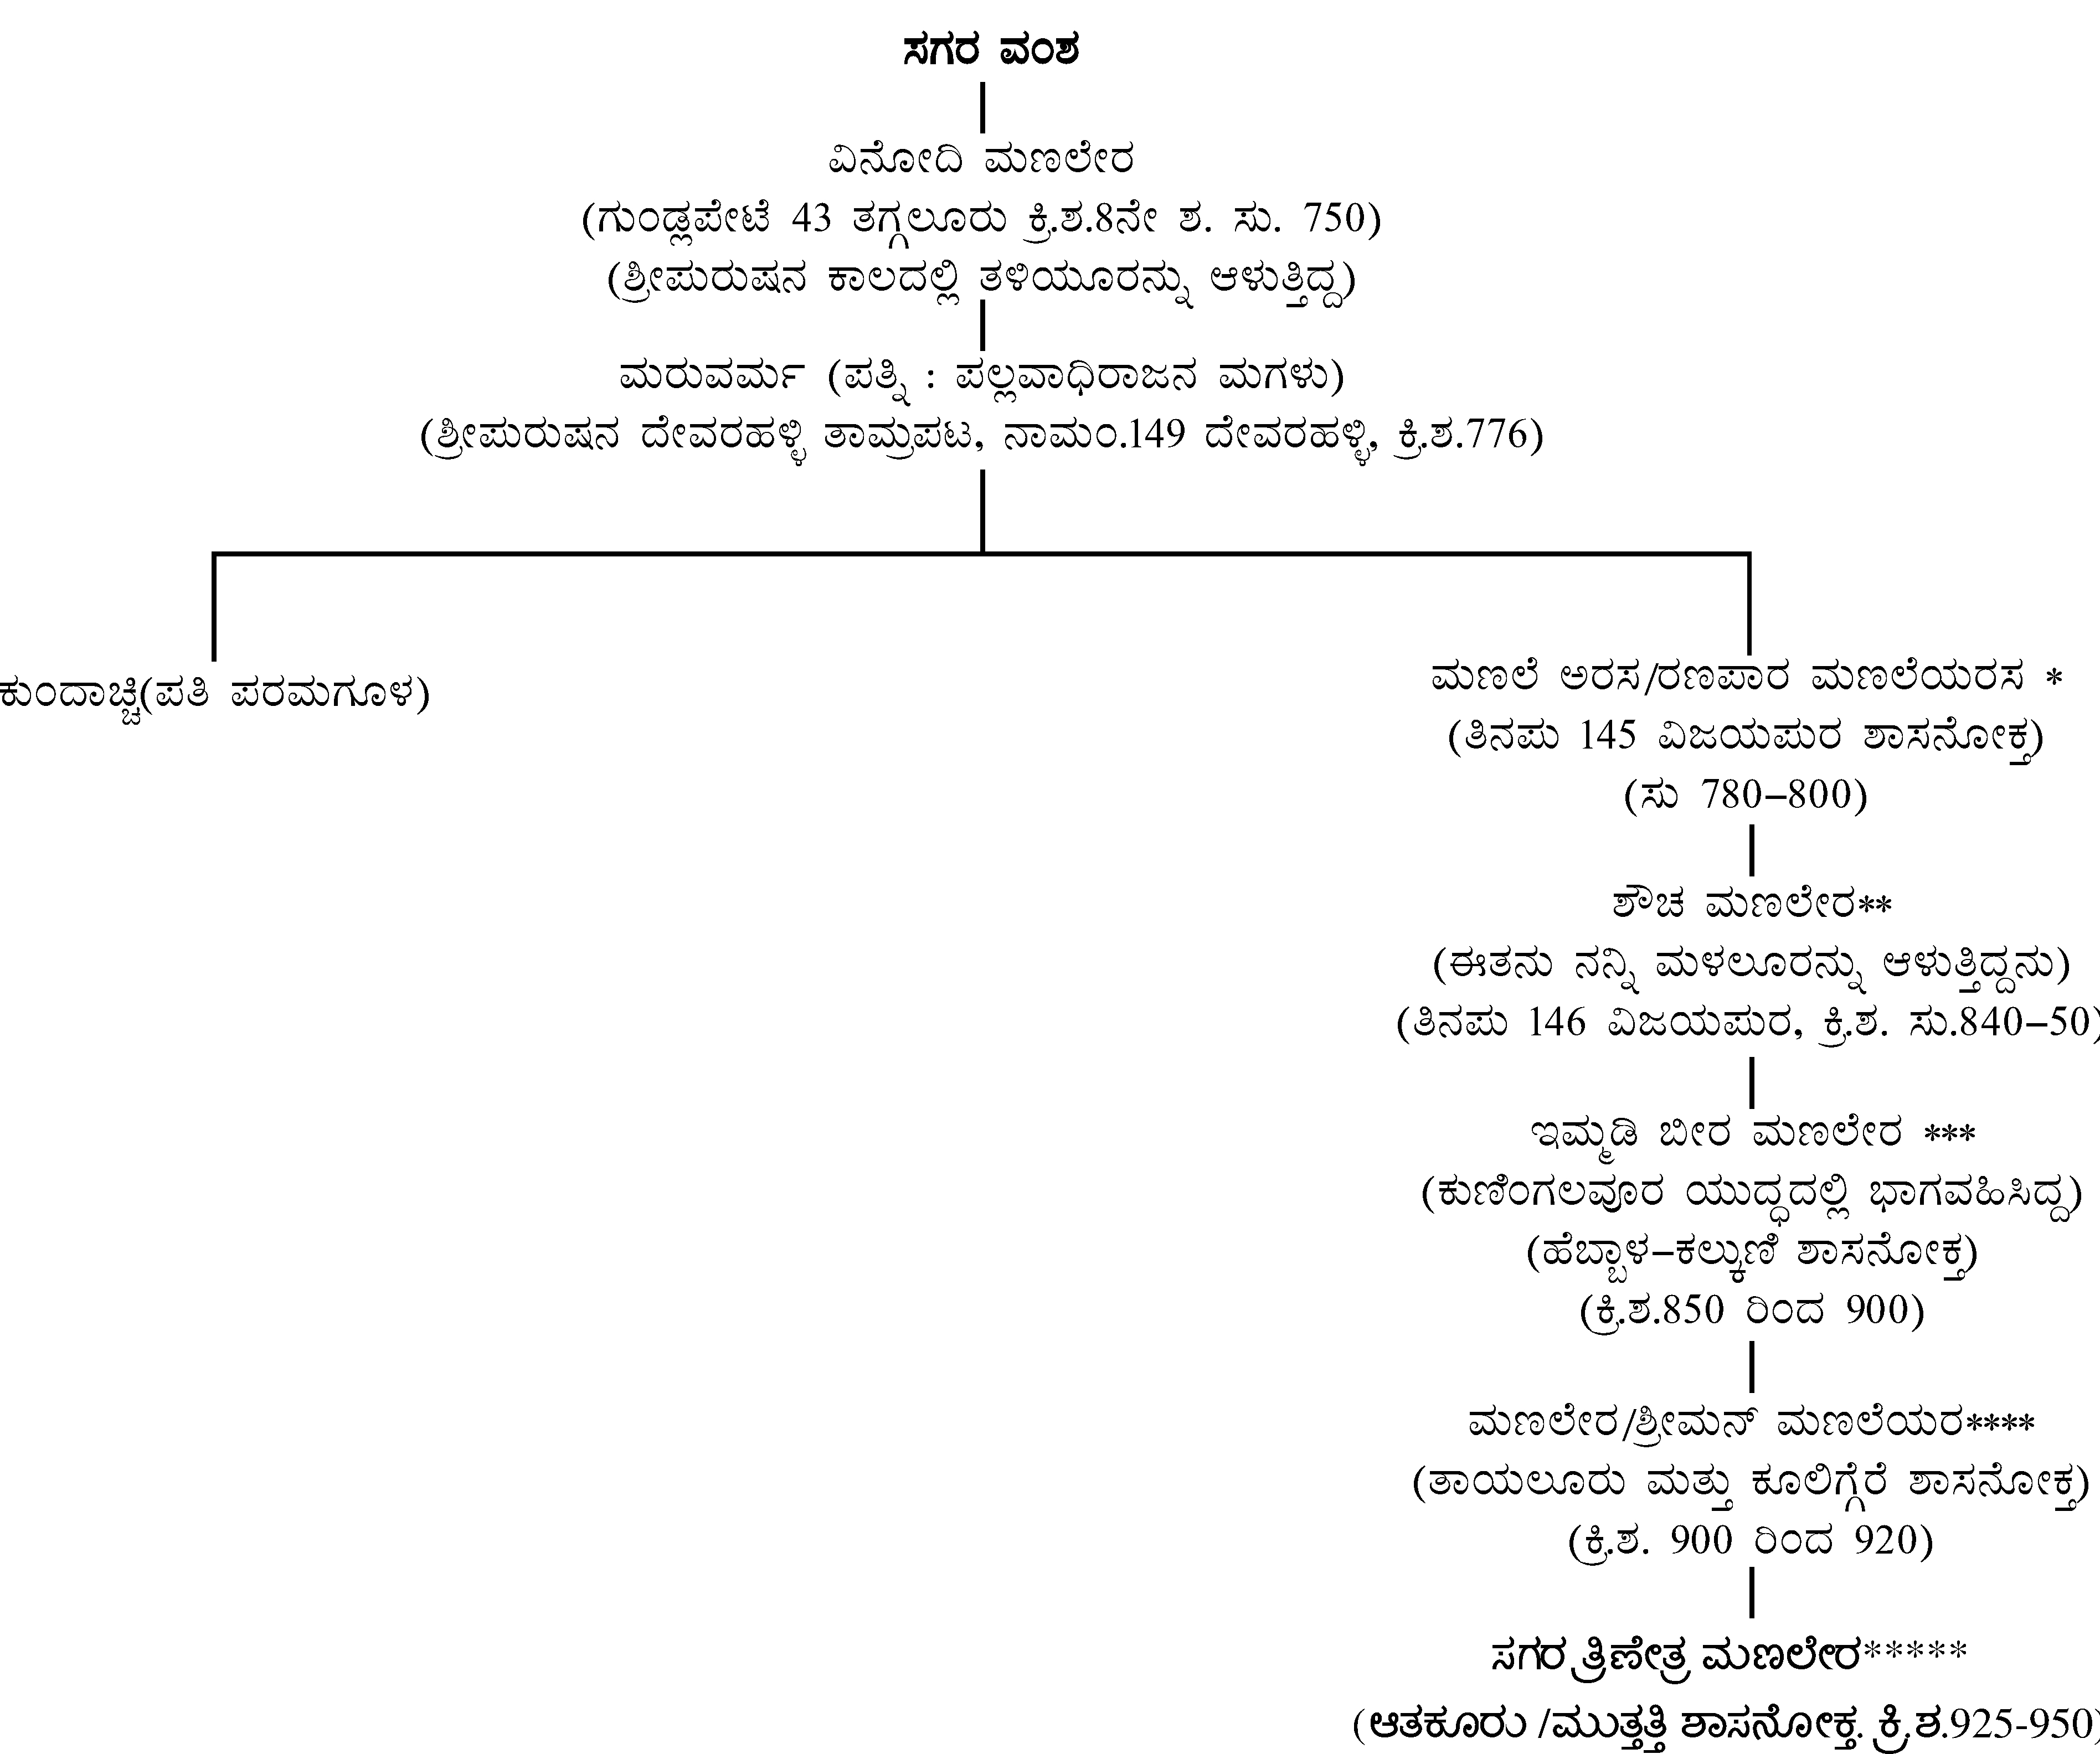 ಸಗರ ವಂಶ
ವಿನೋದಿ ಮಣಲೇರ
(ಗುಂಡ್ಲಪೇಟೆ 43 ತಗ್ಗಲೂರು ಕ್ರಿ.ಶ.8ನೇ ಶ. ಸು. 750)
(ಶ್ರೀಪುರುಷನ ಕಾಲದಲ್ಲಿ ತಳಿಯೂರನ್ನು ಆಳುತ್ತಿದ್ದ)
ಮರುವರ್ಮ (ಪತ್ನಿ : ಪಲ್ಲವಾಧಿರಾಜನ ಮಗಳು)
(ಶ್ರೀಪುರುಷನ ದೇವರಹಳ್ಳಿ ತಾಮ್ರಪಟ, ನಾಮಂ.149 ದೇವರಹಳ್ಳಿ, ಕ್ರಿ.ಶ.776)
ಕುಂದಾಚ್ಚಿ(ಪತಿ ಪರಮಗೂಳ)
ಮಣಲೆ ಅರಸ/ರಣಪಾರ ಮಣಲೆಯರಸ *
(ತಿನಪು 145 ವಿಜಯಪುರ ಶಾಸನೋಕ್ತ)
(ಸು 780–800)
ಶೌಚ ಮಣಲೇರ**
(ಈತನು ನನ್ನಿ ಮಳಲೂರನ್ನು ಆಳುತ್ತಿದ್ದನು)
(ತಿನಪು 146 ವಿಜಯಪುರ, ಕ್ರಿ.ಶ. ಸು.840–50)
ಇಮ್ಮಡಿ ಬೀರ ಮಣಲೇರ ***
(ಕುಣಿಂಗಲವೂರ ಯುದ್ಧದಲ್ಲಿ ಭಾಗವಹಿಸಿದ್ದ)
(ಹೆಬ್ಬಾಳ–ಕಲ್ಕುಣಿ ಶಾಸನೋಕ್ತ)
(ಕ್ರಿ.ಶ.850 ರಿಂದ 900)
ಮಣಲೇರ/ಶ್ರೀಮನ್ ಮಣಲೆಯರ****
(ತಾಯಲೂರು ಮತ್ತು ಕೂಲಿಗ್ಗೆರೆ ಶಾಸನೋಕ್ತ)
(ಕ್ರಿ.ಶ. 900 ರಿಂದ 920)
ಸಗರ ತ್ರಿಣೇತ್ರ ಮಣಲೇರ*****
(ಆತಕೂರು /ಮುತ್ತತ್ತಿ ಶಾಸನೋಕ್ತ. ಕ್ರಿ.ಶ.925-950)